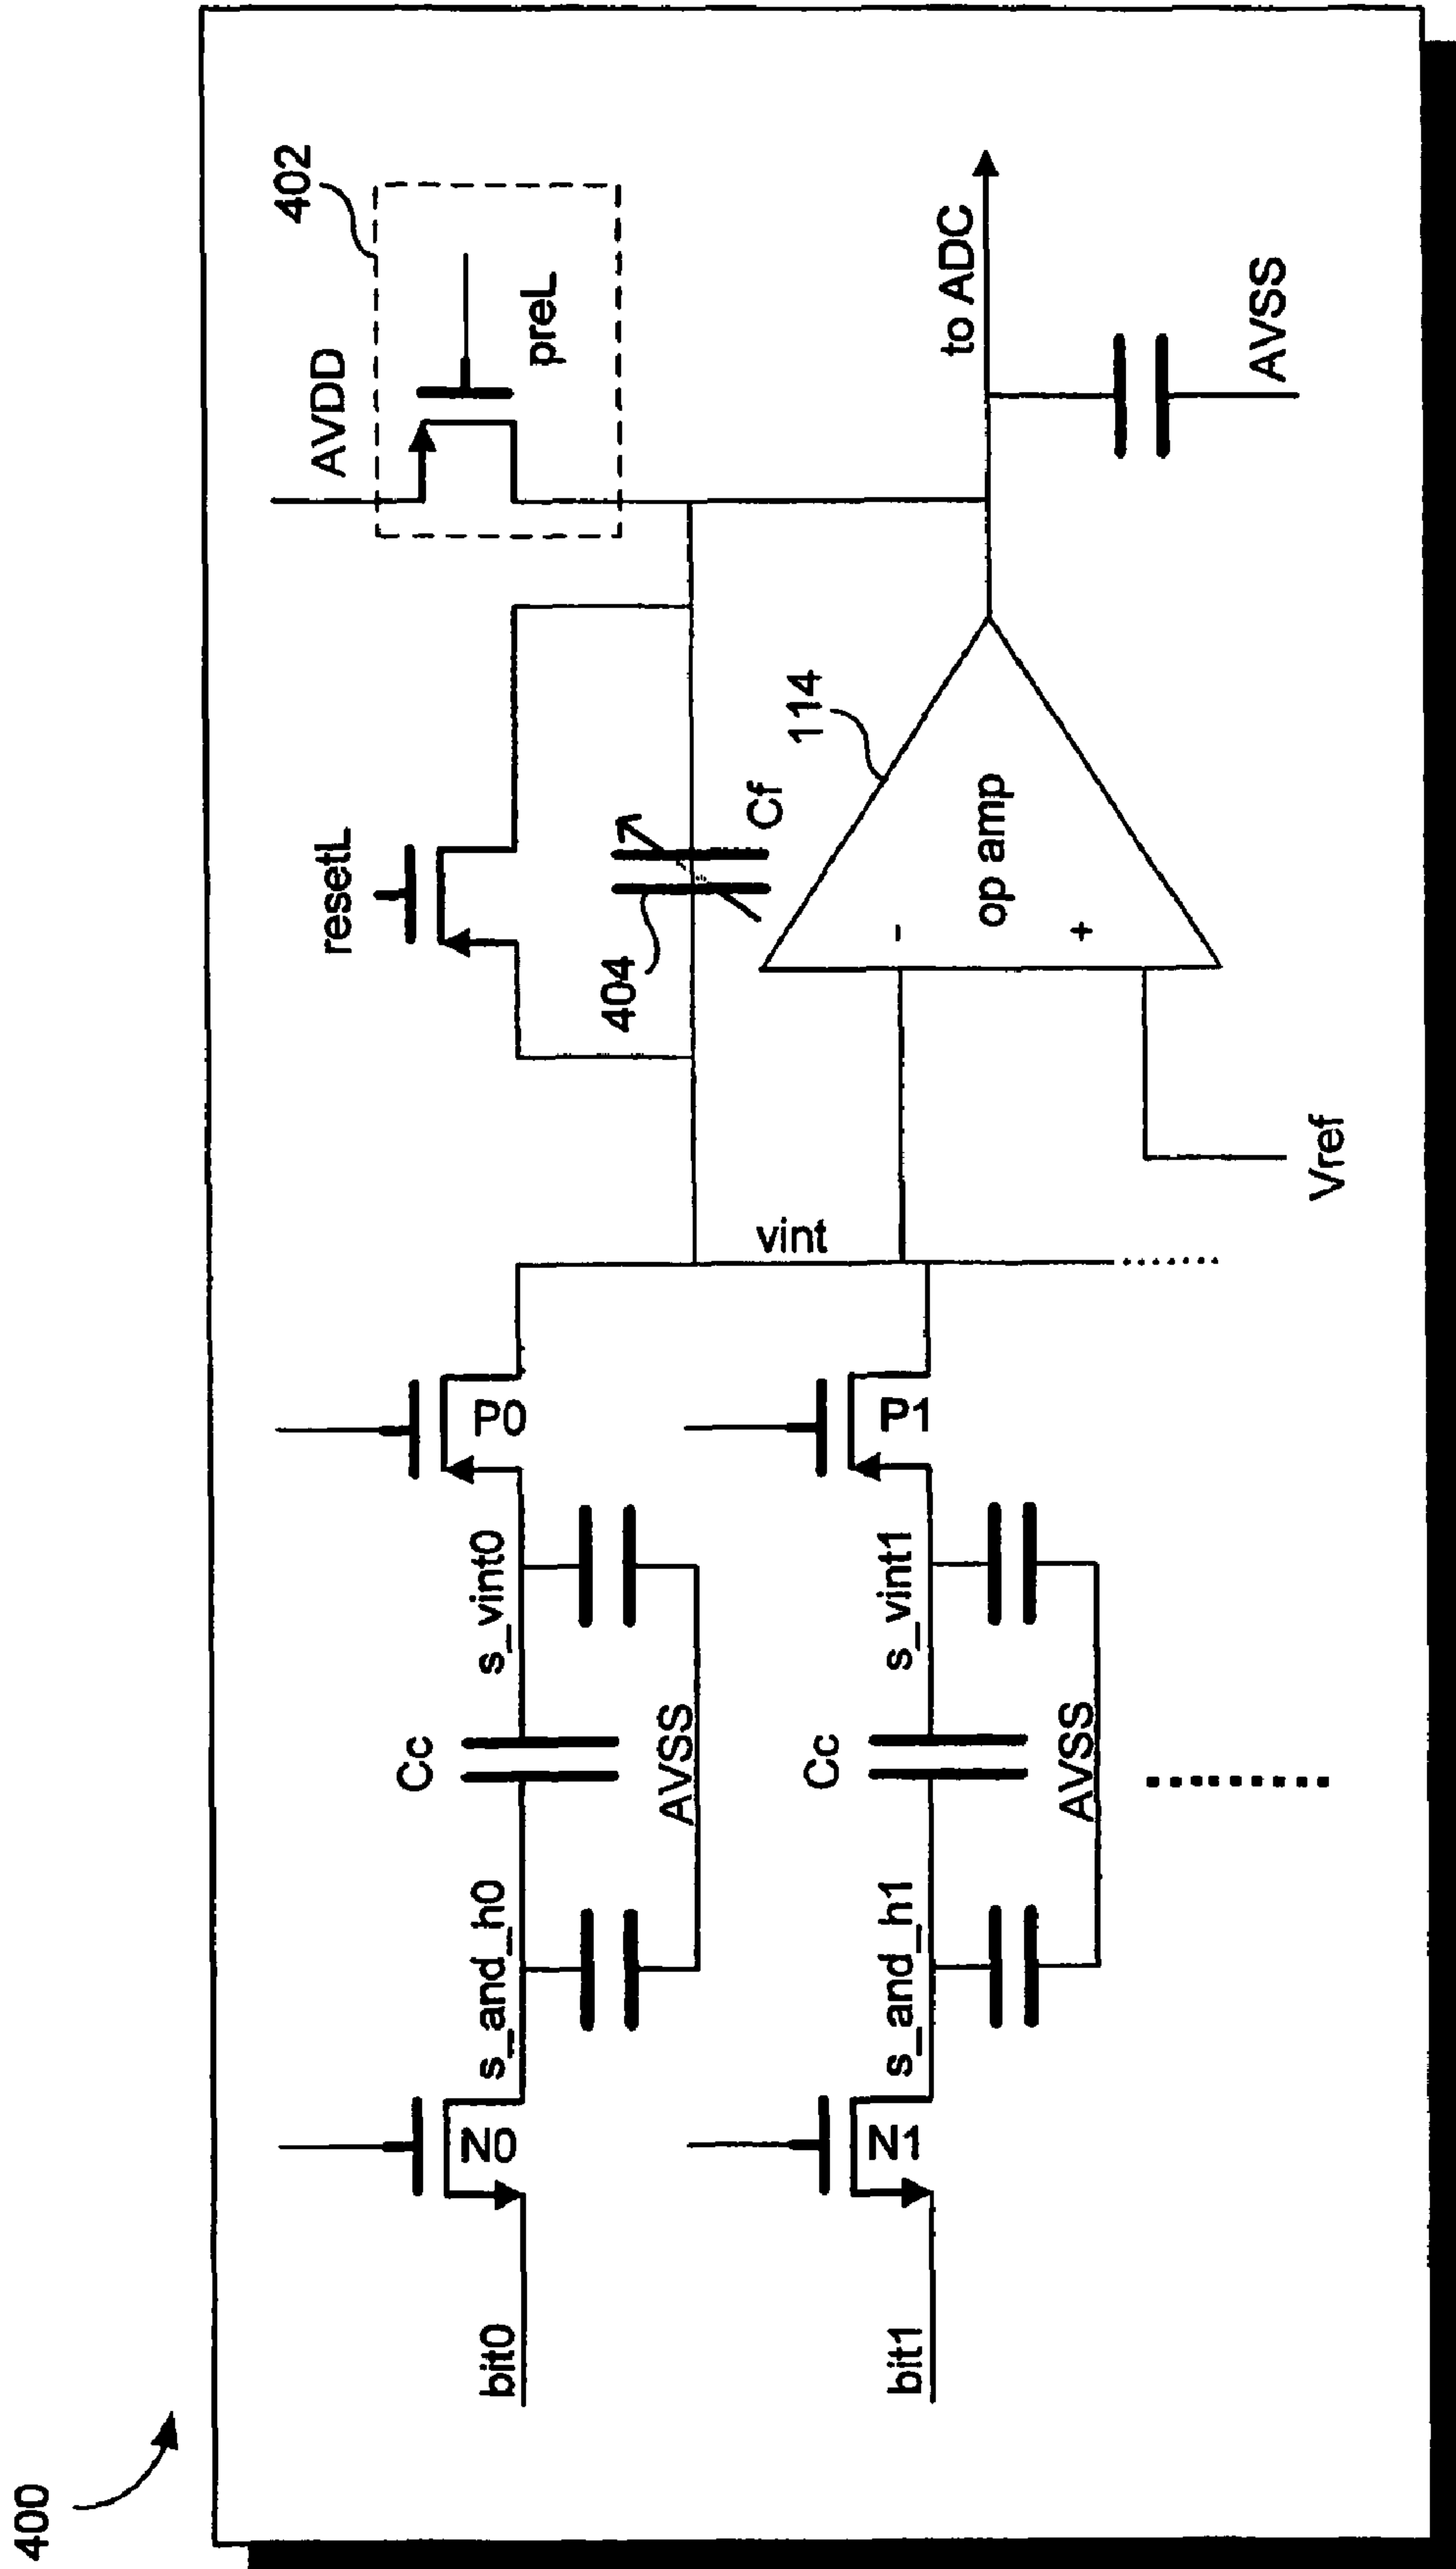 400
402
AVDD
preL
resetL
404
Cf
to ADC
AVSS
114
op amp
-
+
Vref
vint
P0
s_vint0
Cc
AVSS
s_and_h0
N0
bit0
P1
s_vint1
Cc
AVSS
s_and_h1
N1
bit1